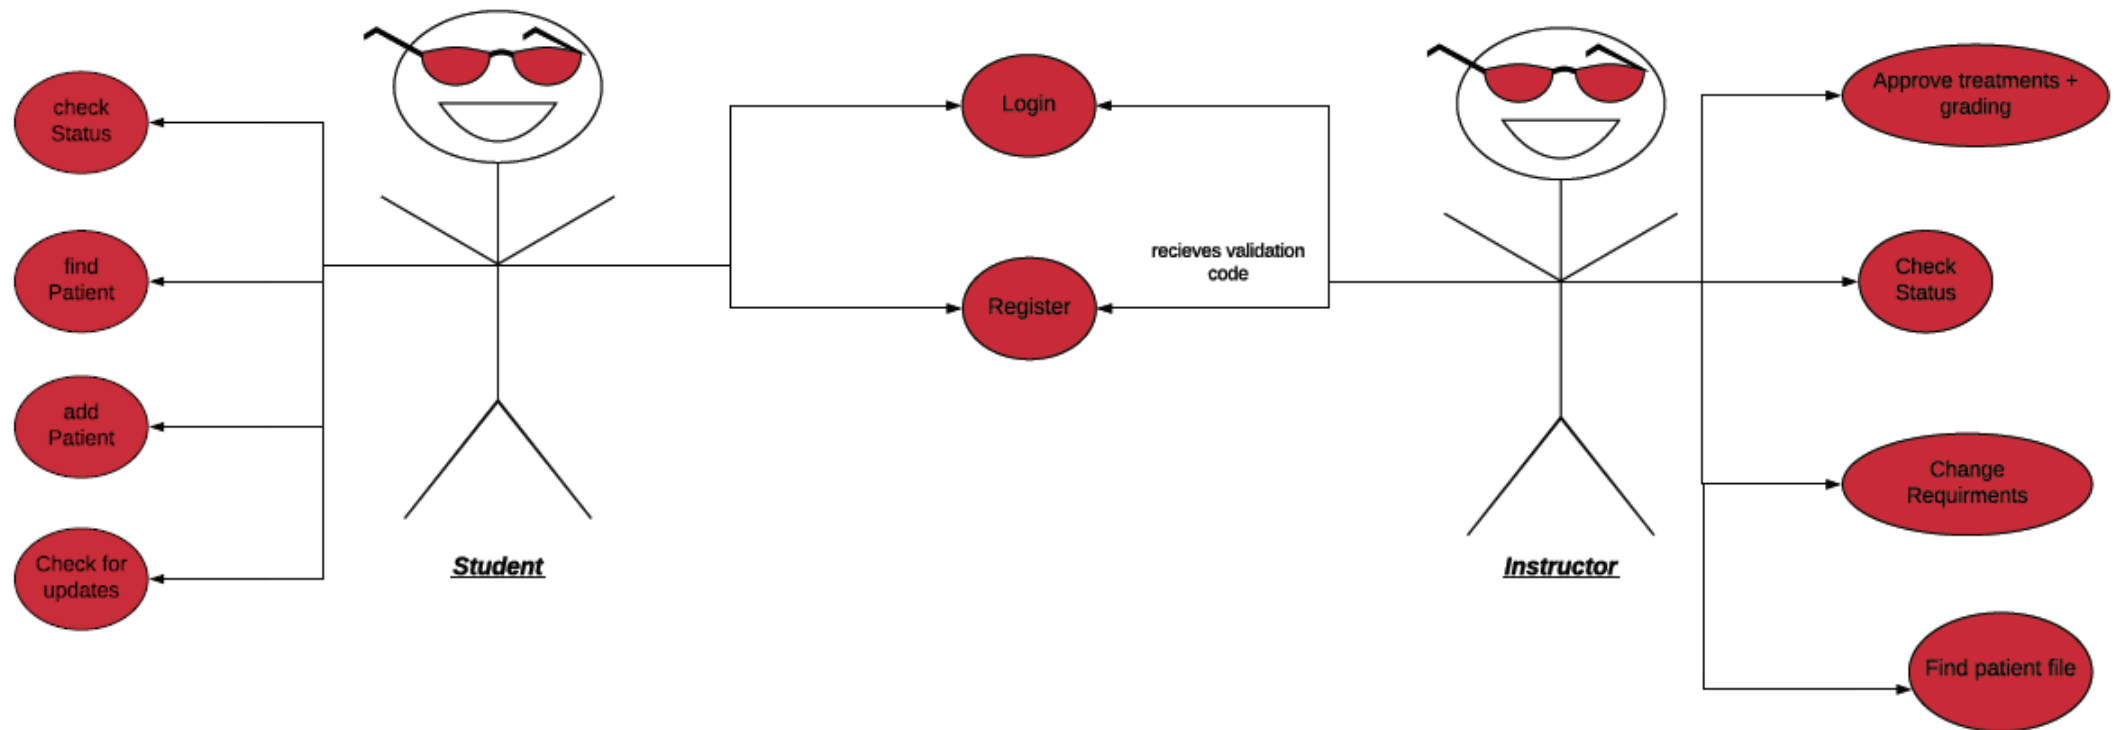 check
Status
find
Patient
add
Patient
Check for
updates
Student
Login
Register
recieves validation
code
Instructor
Approve treatments +
grading
Check
Status
Change
Requirments
Find patient file